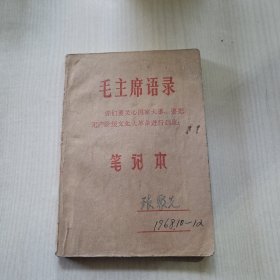 毛主席语录
你们要关心国家大事，要把
无产阶级文化大革命进行到底！
笔记本
1968.10-12